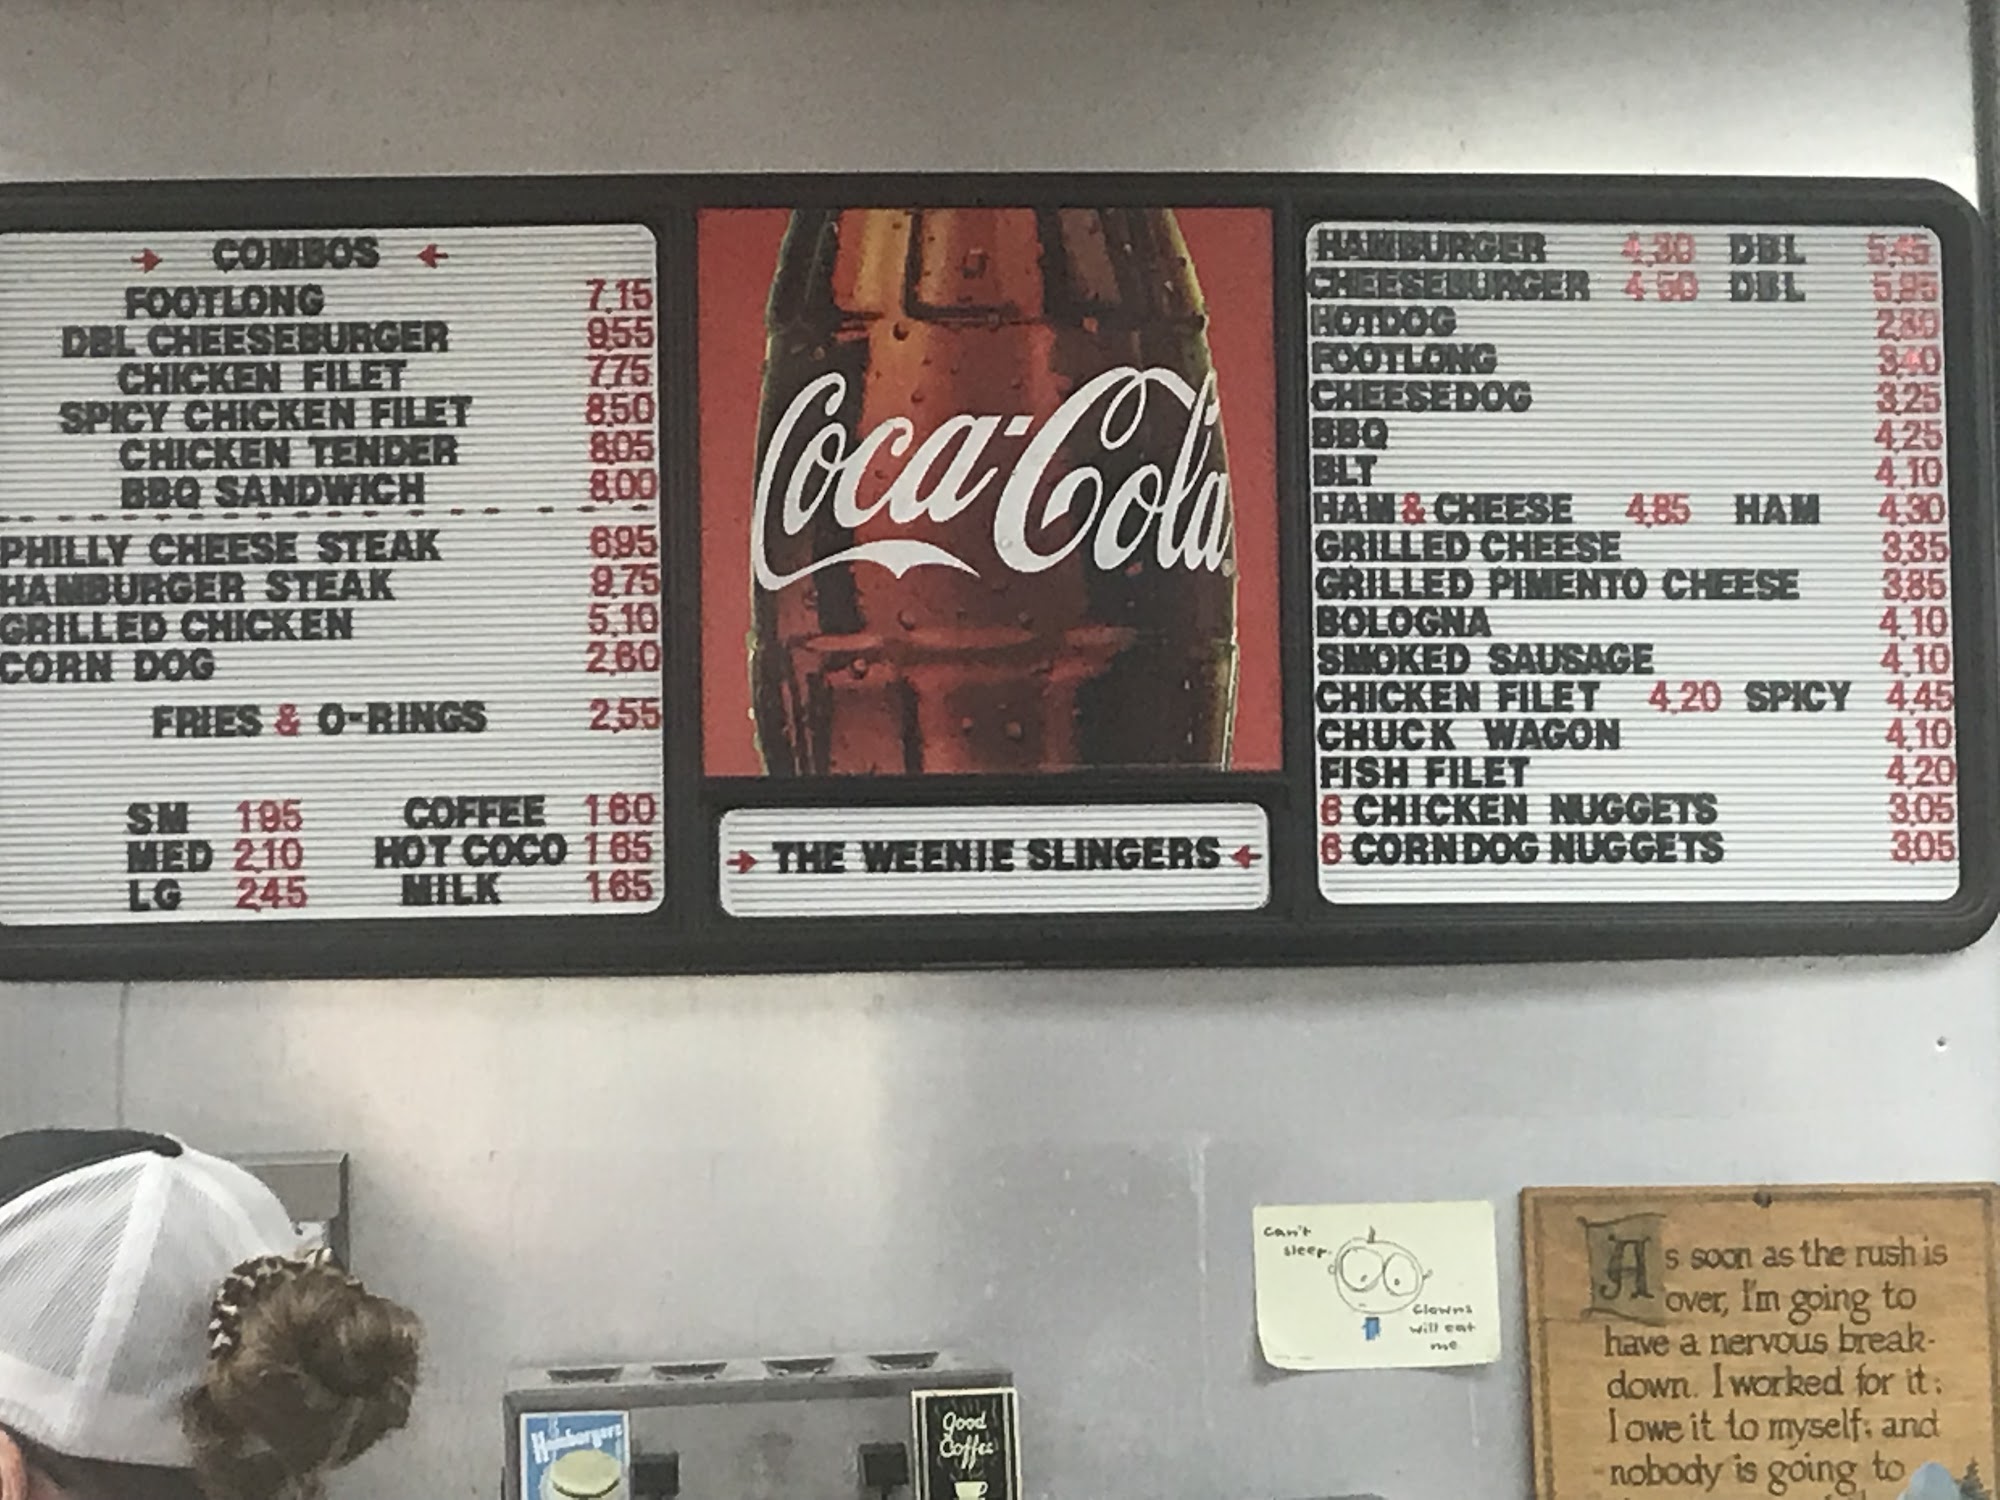 → COMBOS ←
FOOTLONG 7.15
DBL CHEESEBURGER 9.55
CHICKEN FILET 7.75
SPICY CHICKEN FILET 8.50
CHICKEN TENDER 8.05
BBQ SANDWICH 8.00
PHILLY CHEESE STEAK 6.95
HAMBURGER STEAK 9.75
GRILLED CHICKEN 5.10
CORN DOG 2.60
FRIES & O-RINGS 2.55
SM 1.95 COFFEE 1.60
MED 2.10 HOT COCO 1.65
LG 2.45 MILK 1.65
Coca-Cola
→ THE WEENIE SLINGERS ←
HAMBURGER 4.30 DBL 5.45
CHEESEBURGER 4.50 DBL 5.95
HOTDOG 2.80
FOOTLONG 3.40
CHEESEDOG 3.25
BBQ 4.25
BLT 4.10
HAM & CHEESE 4.85 HAM 4.30
GRILLED CHEESE 3.35
GRILLED PIMENTO CHEESE 3.85
BOLOGNA 4.10
SMOKED SAUSAGE 4.10
CHICKEN FILET 4.20 SPICY 4.45
CHUCK WAGON 4.10
FISH FILET 4.20
6 CHICKEN NUGGETS 3.05
6 CORNDOG NUGGETS 3.05
can't
sleep.
Clowns
will eat
me
As soon as the rush is
over, I'm going to
have a nervous break-
down. I worked for it;
I owe it to myself; and
nobody is going to
Hamburgers
Good
Coffee